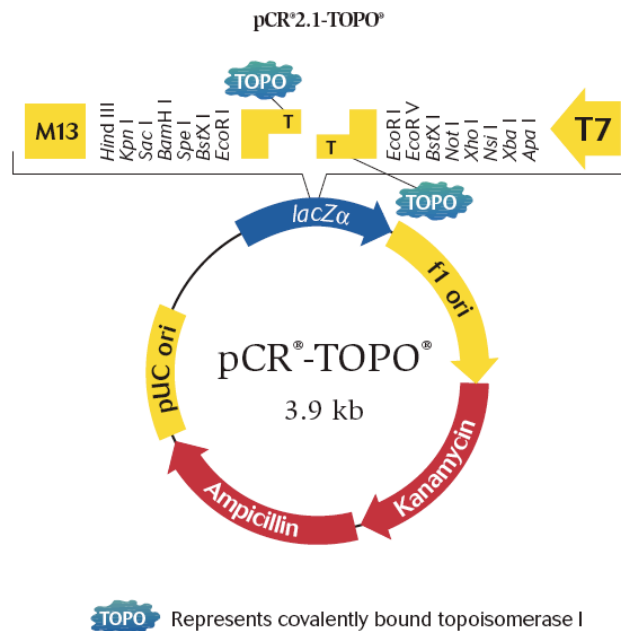 pCR®2.1-TOPO®
TOPO
M13
Hind III
Kpn I
Sac I
BamH I
Spe I
BstX I
EcoR I
T
T
EcoR I
EcoR V
BstX I
Not I
Xho I
Nsi I
Xba I
Apa I
T7
TOPO
lacZα
f1 ori
pUC ori
pCR®-TOPO®
3.9 kb
Kanamycin
Ampicillin
TOPO Represents covalently bound topoisomerase I